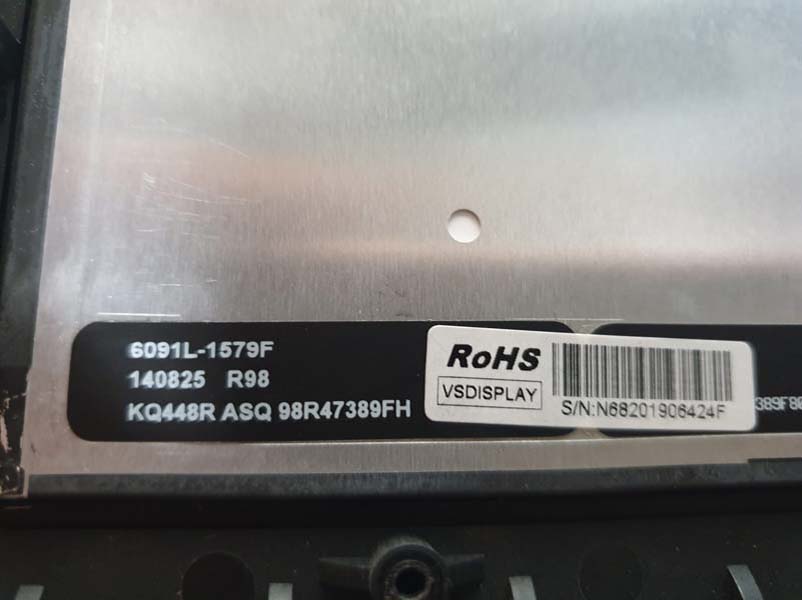 6091L-1579F
140825 R98
KQ448R ASQ 98R47389FH
RoHS
VSDISPLAY
S/N:N68201906424F